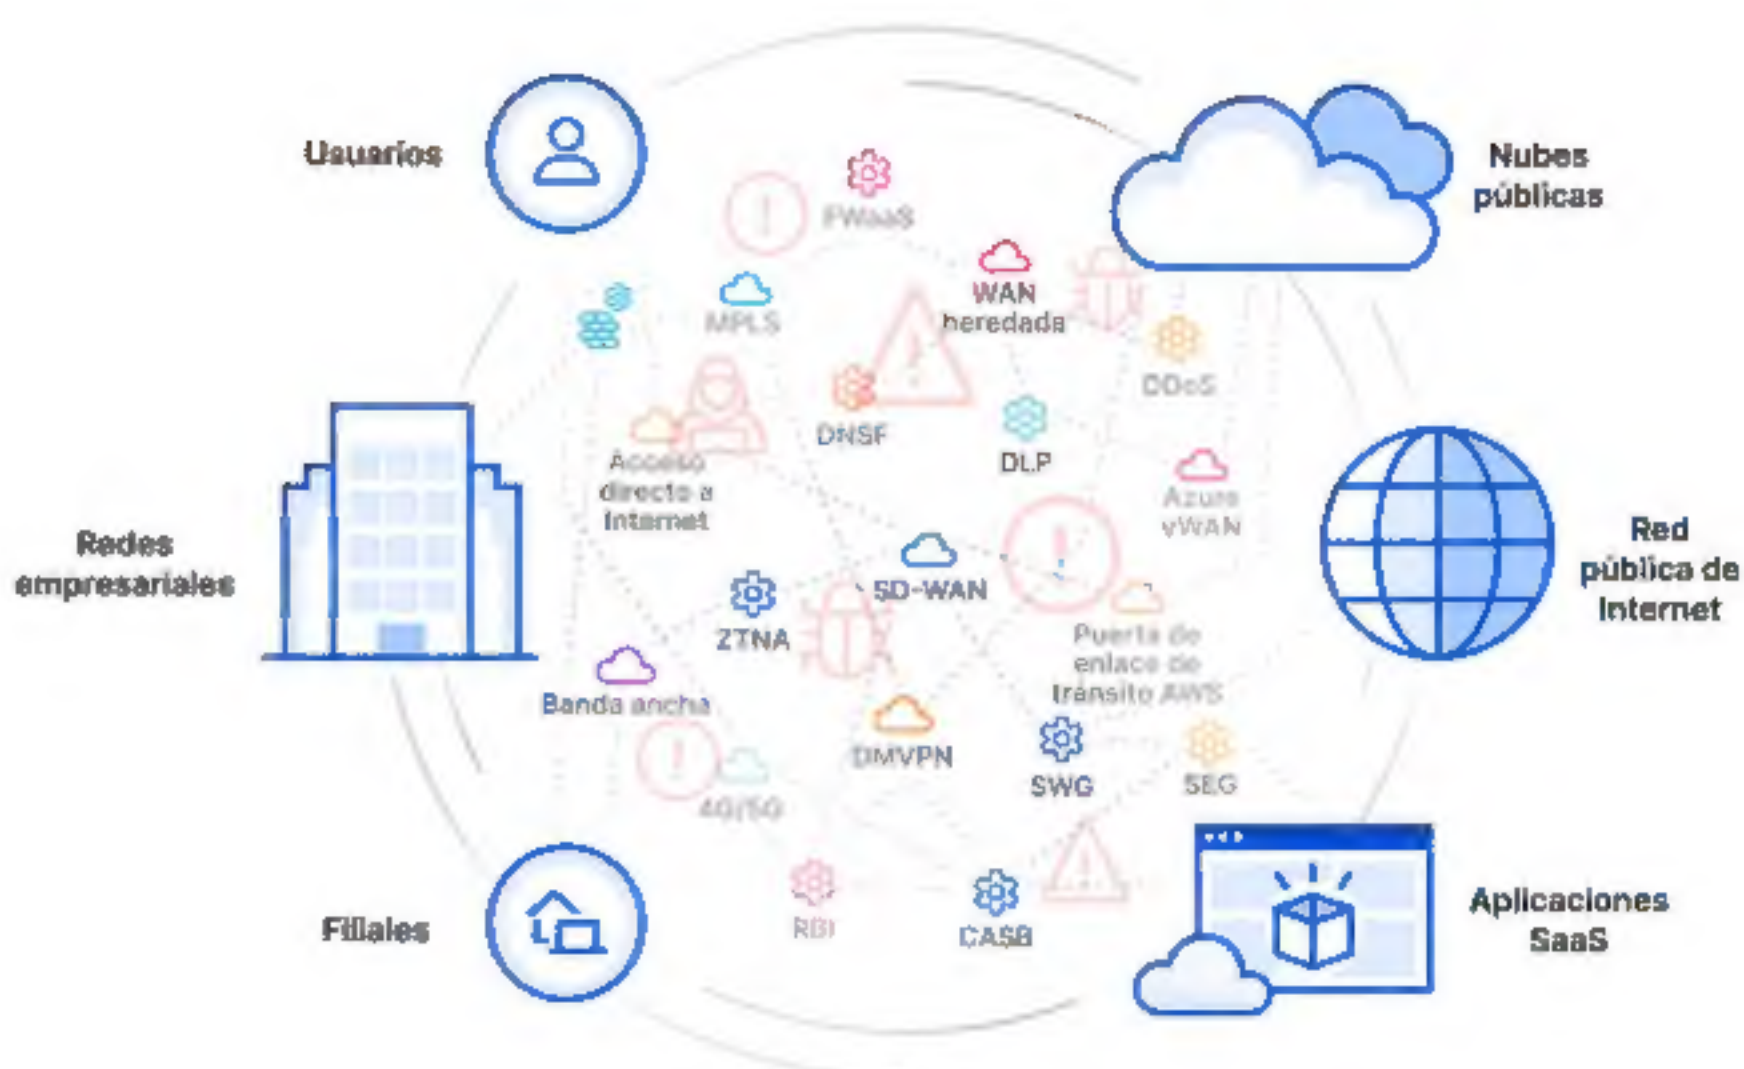 Usuarios
Nubes
públicas
FWaaS
WAN
heredada
MPLS
DDoS
DNSF
DLP
Acceso
directo a
Internet
Azure
vWAN
Redes
empresariales
Red
pública de
Internet
SD-WAN
ZTNA
Puerta de
enlace de
tránsito AWS
Banda ancha
DMVPN
SWG
SEG
4G/5G
RBI
CASB
Filiales
Aplicaciones
SaaS